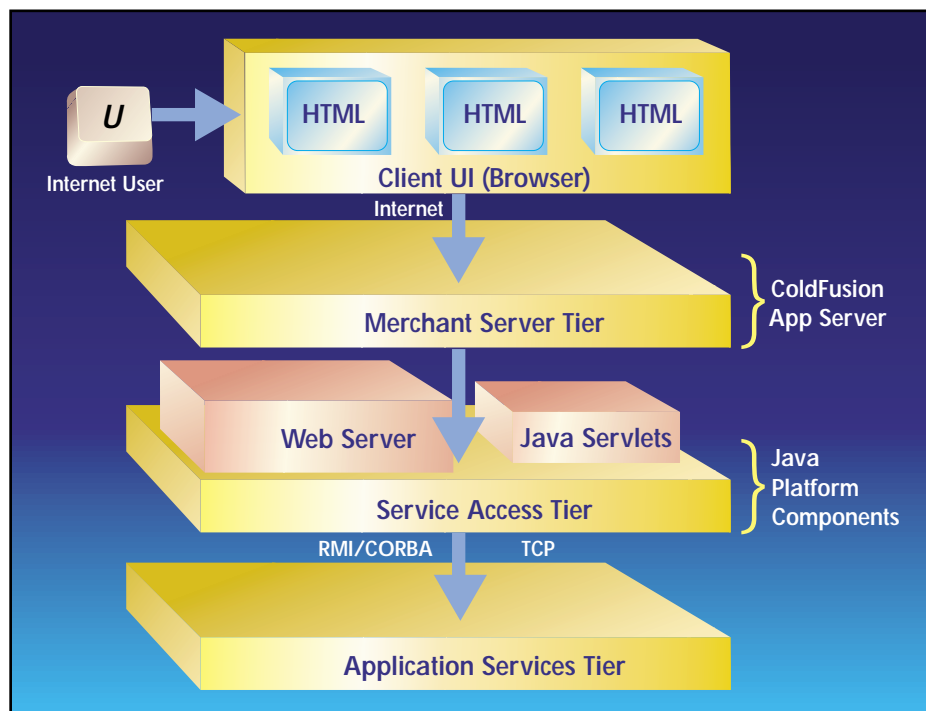 HTML
HTML
HTML
U
Internet User
Client UI (Browser)
Internet
Merchant Server Tier
ColdFusion
App Server
Web Server
Java Servlets
Service Access Tier
Java
Platform
Components
RMI/CORBA
TCP
Application Services Tier